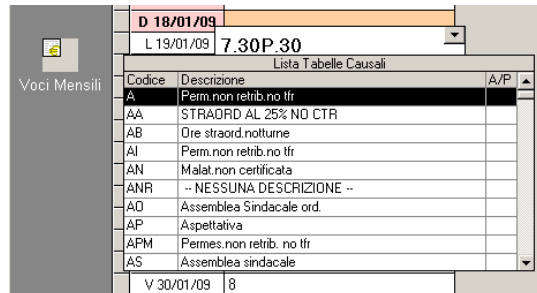 D 18/01/09
L 19/01/09 7.30P.30
Voci Mensili
Lista Tabelle Causali
Codice Descrizione A/P
A Perm.non retrib.no tfr
AA STRAORD AL 25% NO CTR
AB Ore straord.notturne
AI Perm.non retrib.no tfr
AN Malat.non certificata
ANR -- NESSUNA DESCRIZIONE --
AO Assemblea Sindacale ord.
AP Aspettativa
APM Permes.non retrib. no tfr
AS Assemblea sindacale
V 30/01/09 8